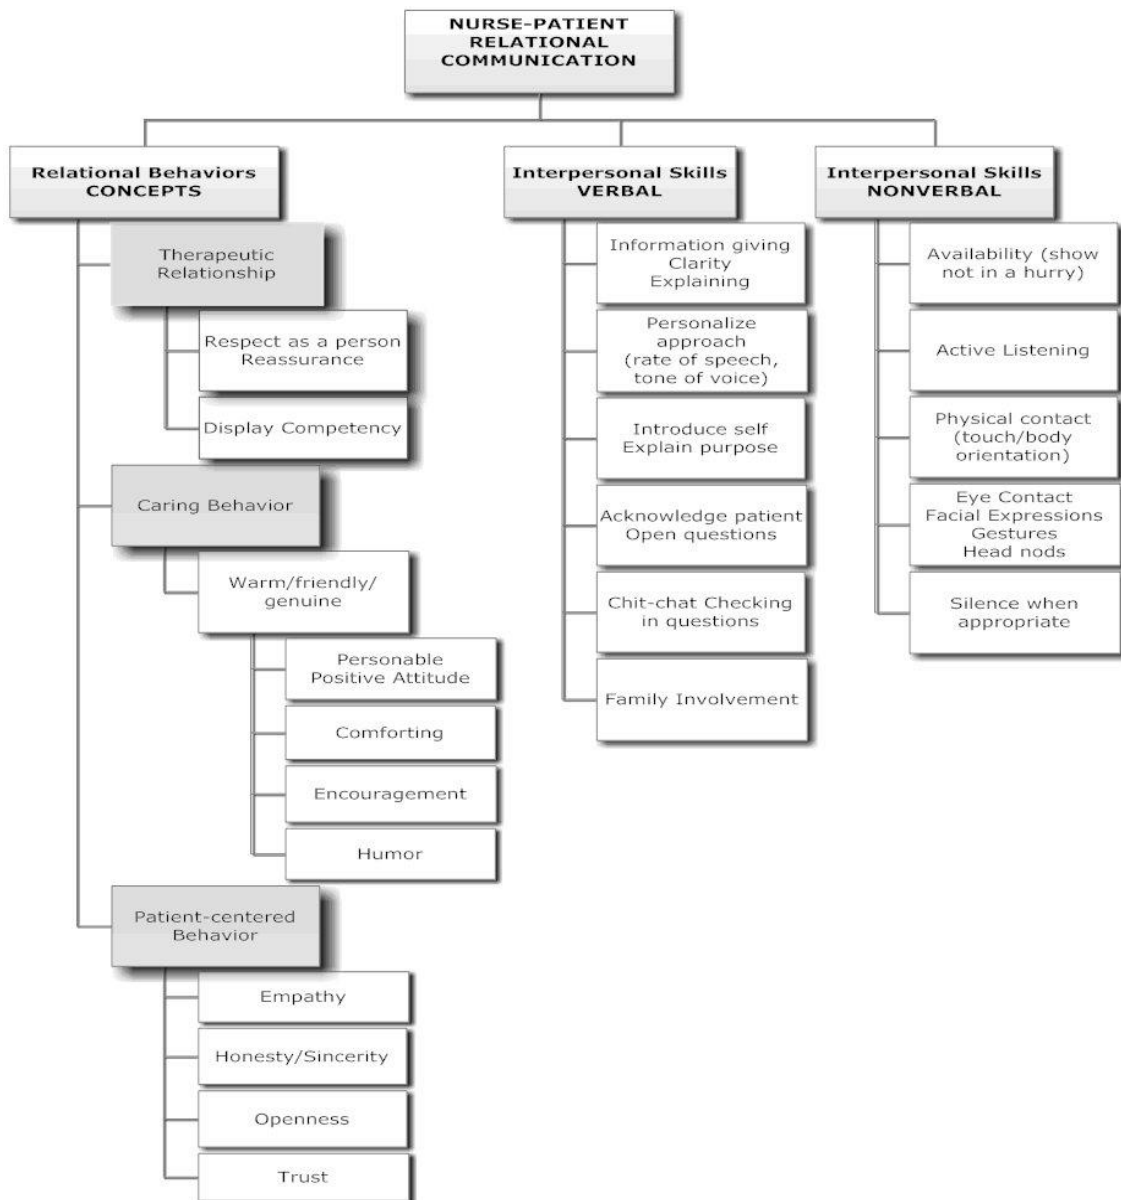 NURSE-PATIENT
RELATIONAL
COMMUNICATION
Relational Behaviors
CONCEPTS
Therapeutic
Relationship
Respect as a person
Reassurance
Display Competency
Caring Behavior
Warm/friendly/
genuine
Personable
Positive Attitude
Comforting
Encouragement
Humor
Patient-centered
Behavior
Empathy
Honesty/Sincerity
Openness
Trust
Interpersonal Skills
VERBAL
Information giving
Clarity
Explaining
Personalize
approach
(rate of speech,
tone of voice)
Introduce self
Explain purpose
Acknowledge patient
Open questions
Chit-chat Checking
in questions
Family Involvement
Interpersonal Skills
NONVERBAL
Availability (show
not in a hurry)
Active Listening
Physical contact
(touch/body
orientation)
Eye Contact
Facial Expressions
Gestures
Head nods
Silence when
appropriate